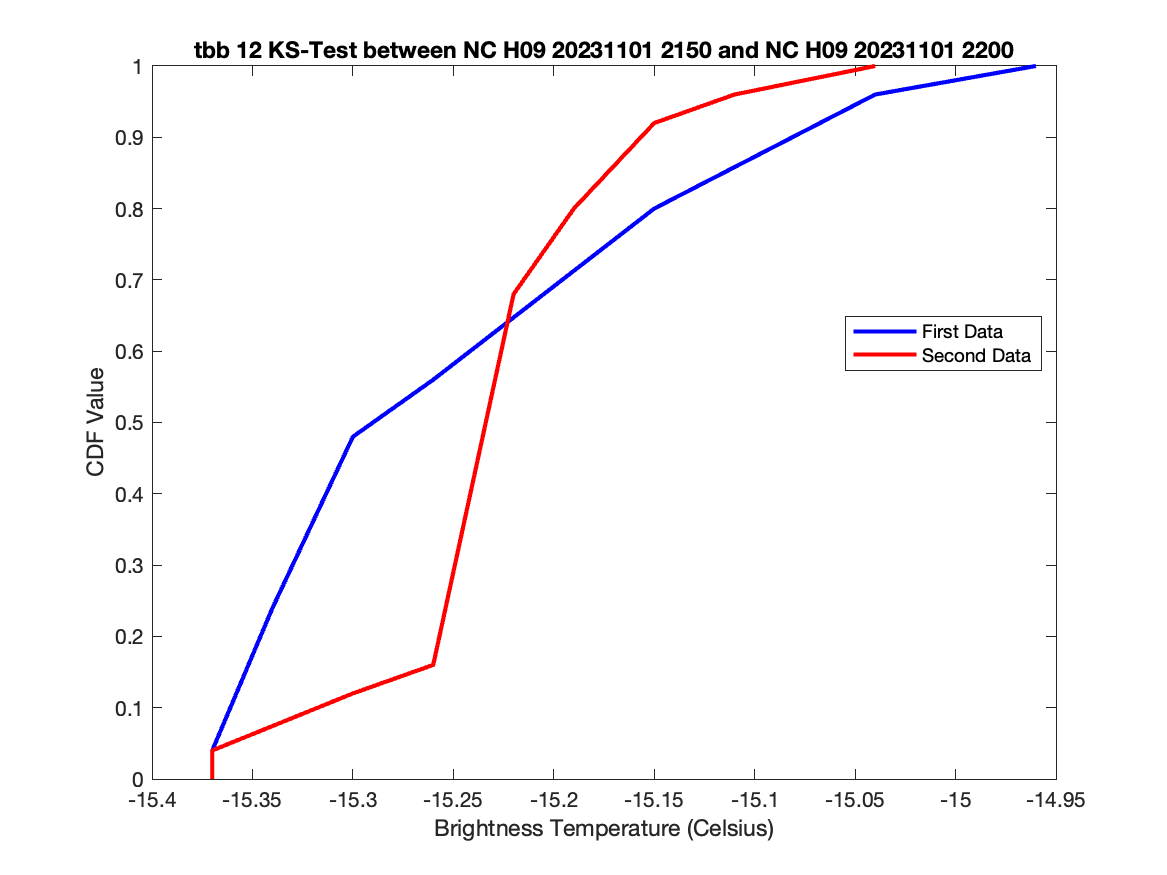 tbb 12 KS-Test between NC H09 20231101 2150 and NC H09 20231101 2200
1
0.9
0.8
0.7
0.6
0.5
0.4
0.3
0.2
0.1
0
CDF Value
First Data
Second Data
-15.4 -15.35 -15.3 -15.25 -15.2 -15.15 -15.1 -15.05 -15 -14.95
Brightness Temperature (Celsius)